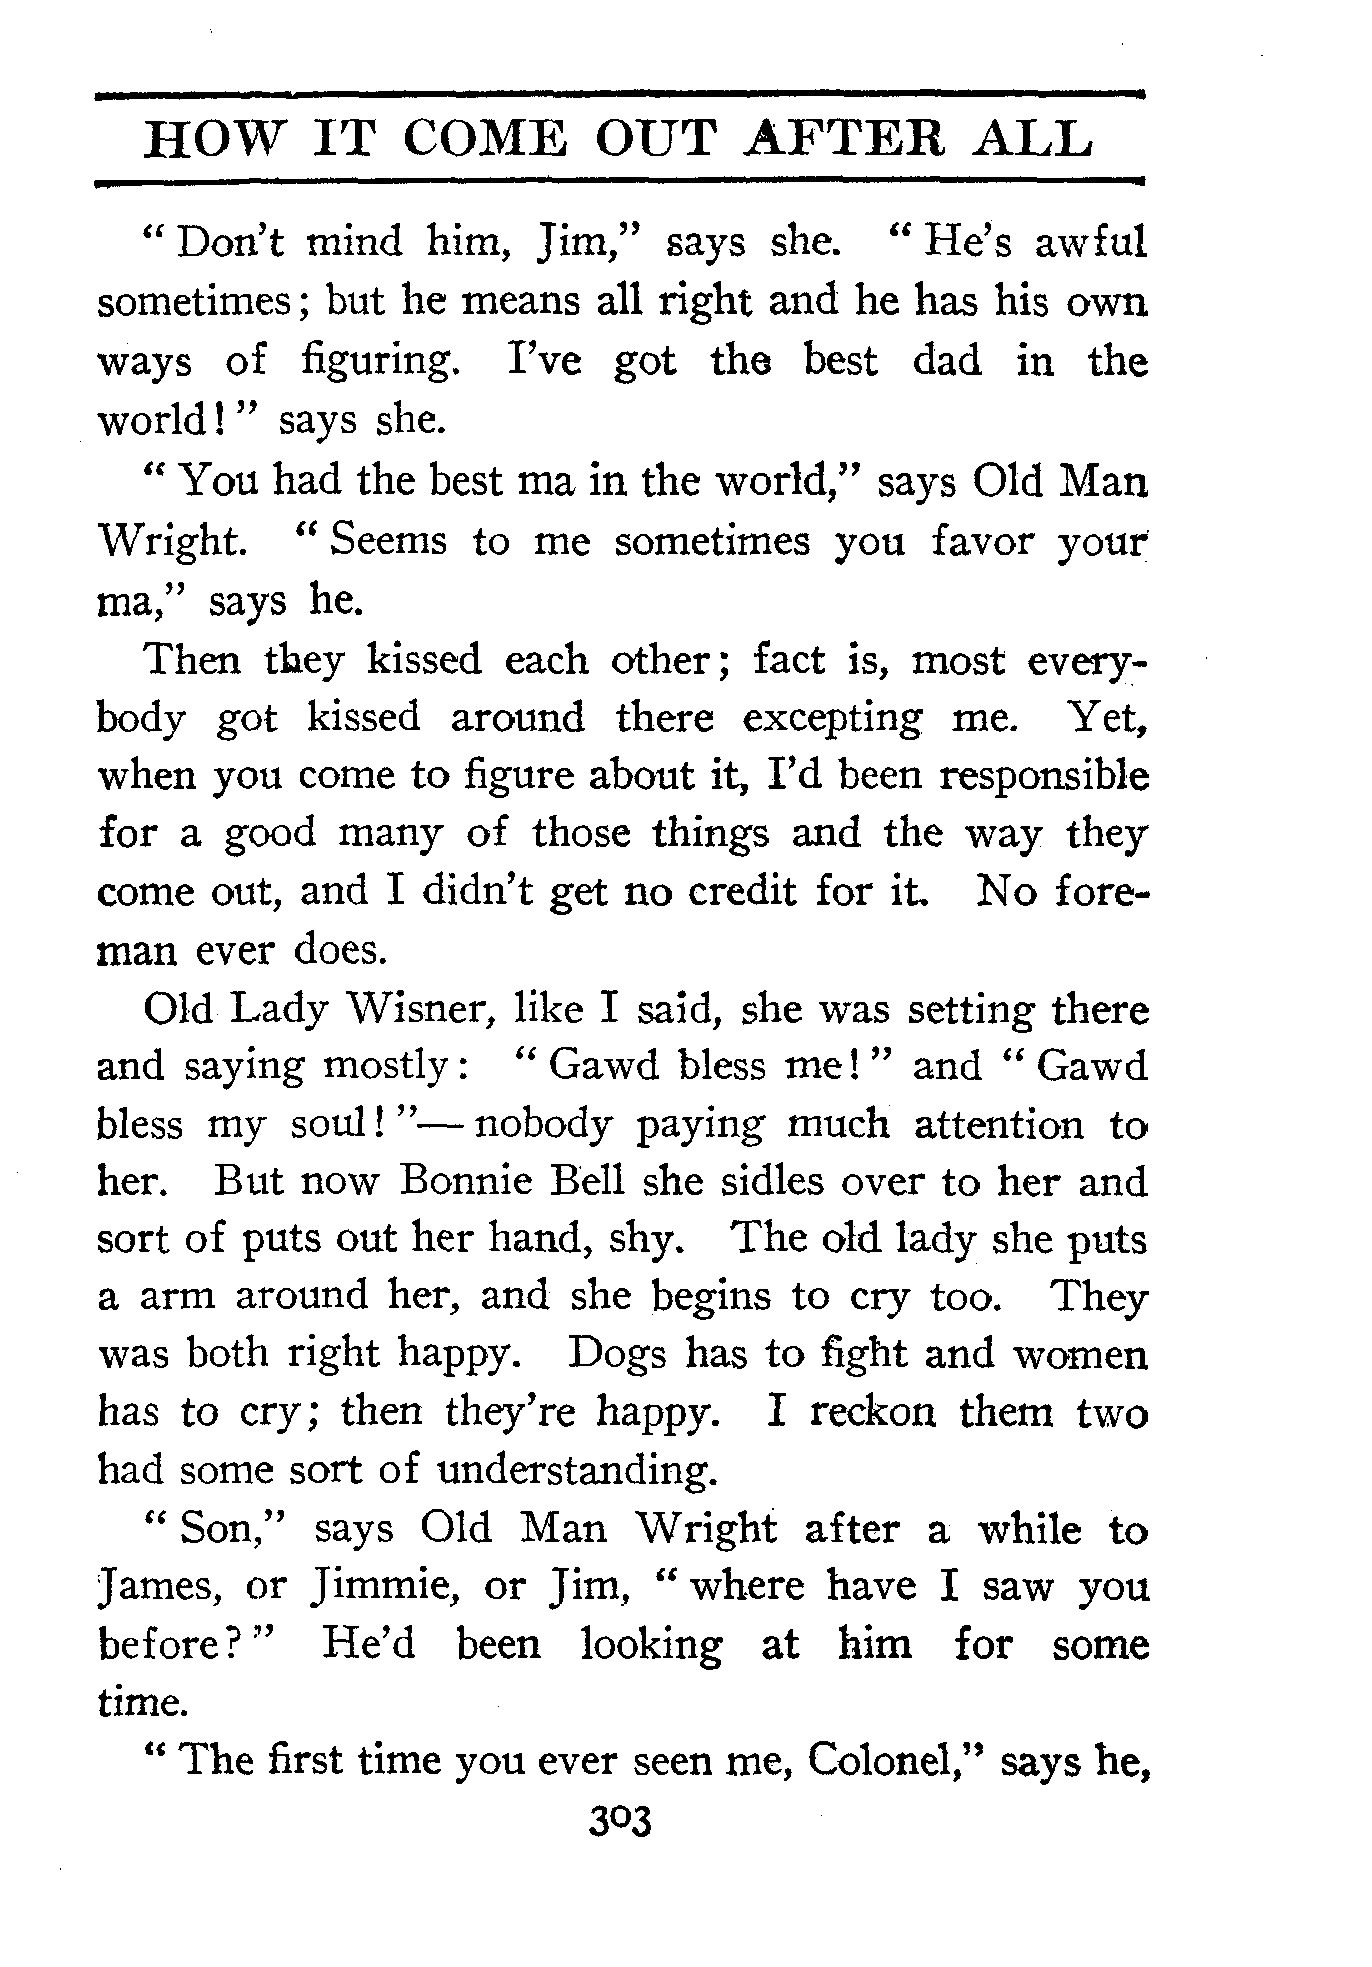 HOW IT COME OUT AFTER ALL
“ Don’t mind him, Jim,” says she. “ He’s awful
sometimes; but he means all right and he has his own
ways of figuring. I’ve got the best dad in the
world! ” says she.
“ You had the best ma in the world,” says Old Man
Wright. “ Seems to me sometimes you favor your
ma,” says he.
Then they kissed each other; fact is, most every-
body got kissed around there excepting me. Yet,
when you come to figure about it, I’d been responsible
for a good many of those things and the way they
come out, and I didn’t get no credit for it. No fore-
man ever does.
Old Lady Wisner, like I said, she was setting there
and saying mostly: “ Gawd bless me! ” and “ Gawd
bless my soul! ”— nobody paying much attention to
her. But now Bonnie Bell she sidles over to her and
sort of puts out her hand, shy. The old lady she puts
a arm around her, and she begins to cry too. They
was both right happy. Dogs has to fight and women
has to cry; then they’re happy. I reckon them two
had some sort of understanding.
“ Son,” says Old Man Wright after a while to
James, or Jimmie, or Jim, “ where have I saw you
before? ” He’d been looking at him for some
time.
“ The first time you ever seen me, Colonel,” says he,
303